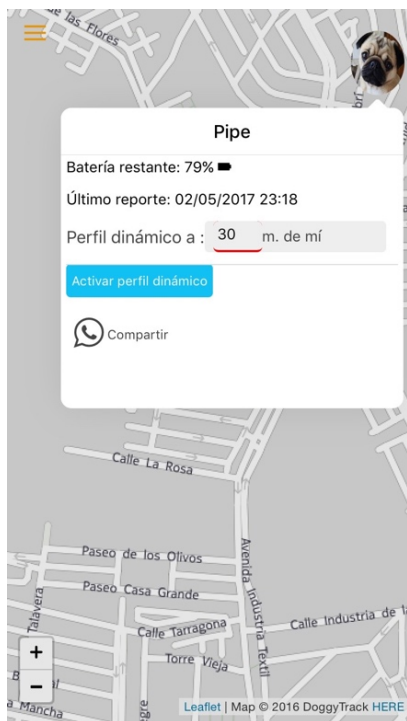 de las Flores
Pipe
Batería restante: 79%
Último reporte: 02/05/2017 23:18
Perfil dinámico a : 30 m. de mí
Activar perfil dinámico
Compartir
Calle La Rosa
Paseo de los Olivos
Avenida Industria Textil
Paseo Casa Grande
Talavera
Calle Tarragona
Calle Industria de l
Torre Vieja
+
−
a Mancha
Leaflet | Map © 2016 DoggyTrack HERE